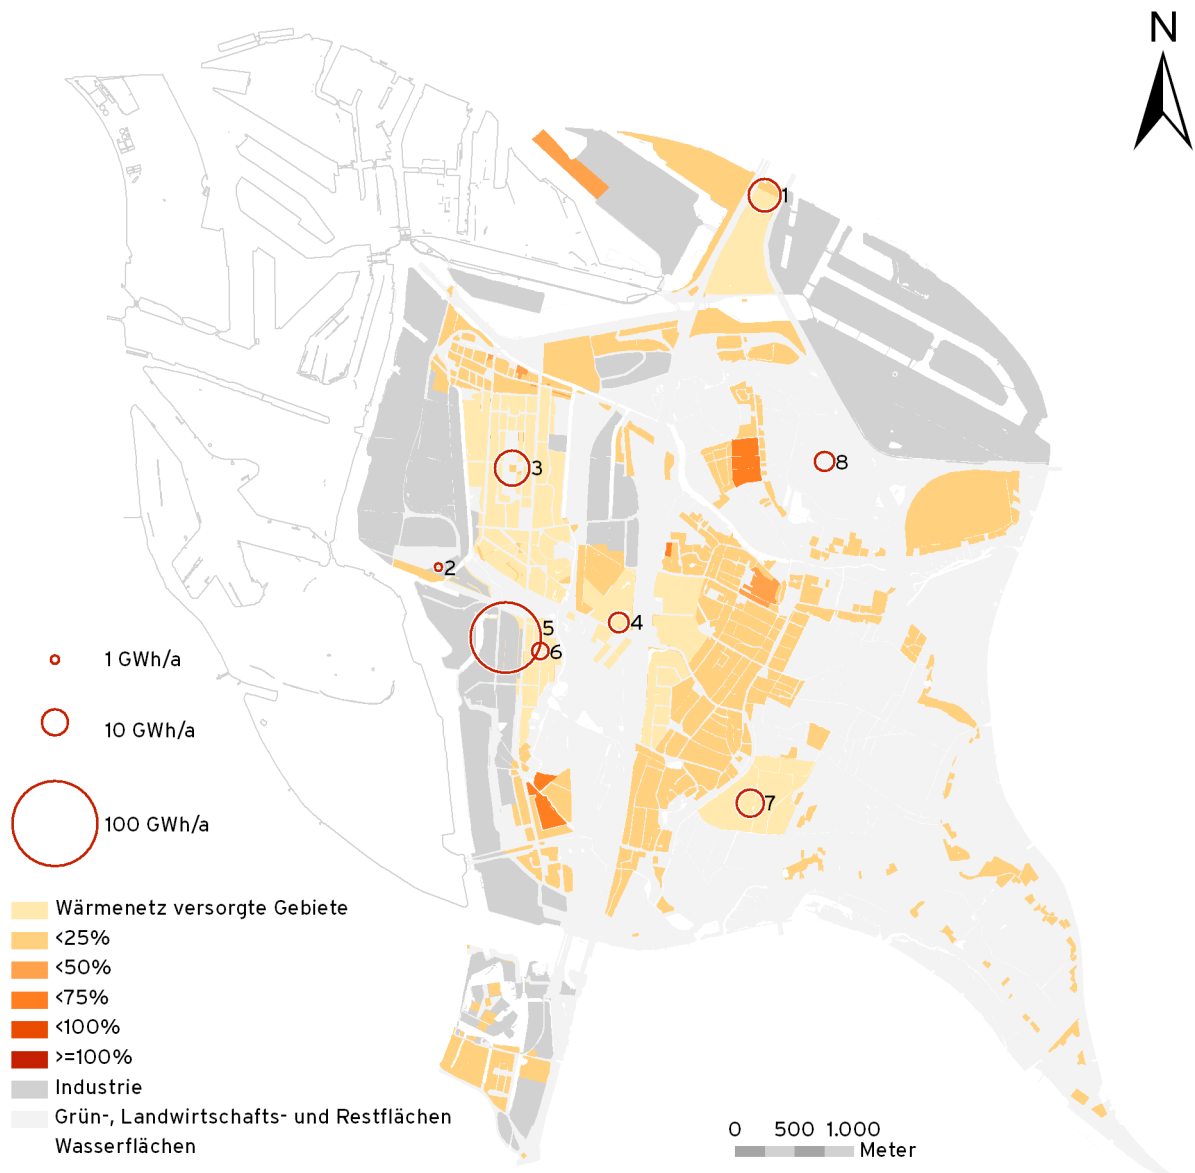 N
1
3
8
2
5
4
6
7
1 GWh/a
10 GWh/a
100 GWh/a
Wärmenetz versorgte Gebiete
<25%
<50%
<75%
<100%
>=100%
Industrie
Grün-, Landwirtschafts- und Restflächen
Wasserflächen
0 500 1.000
Meter